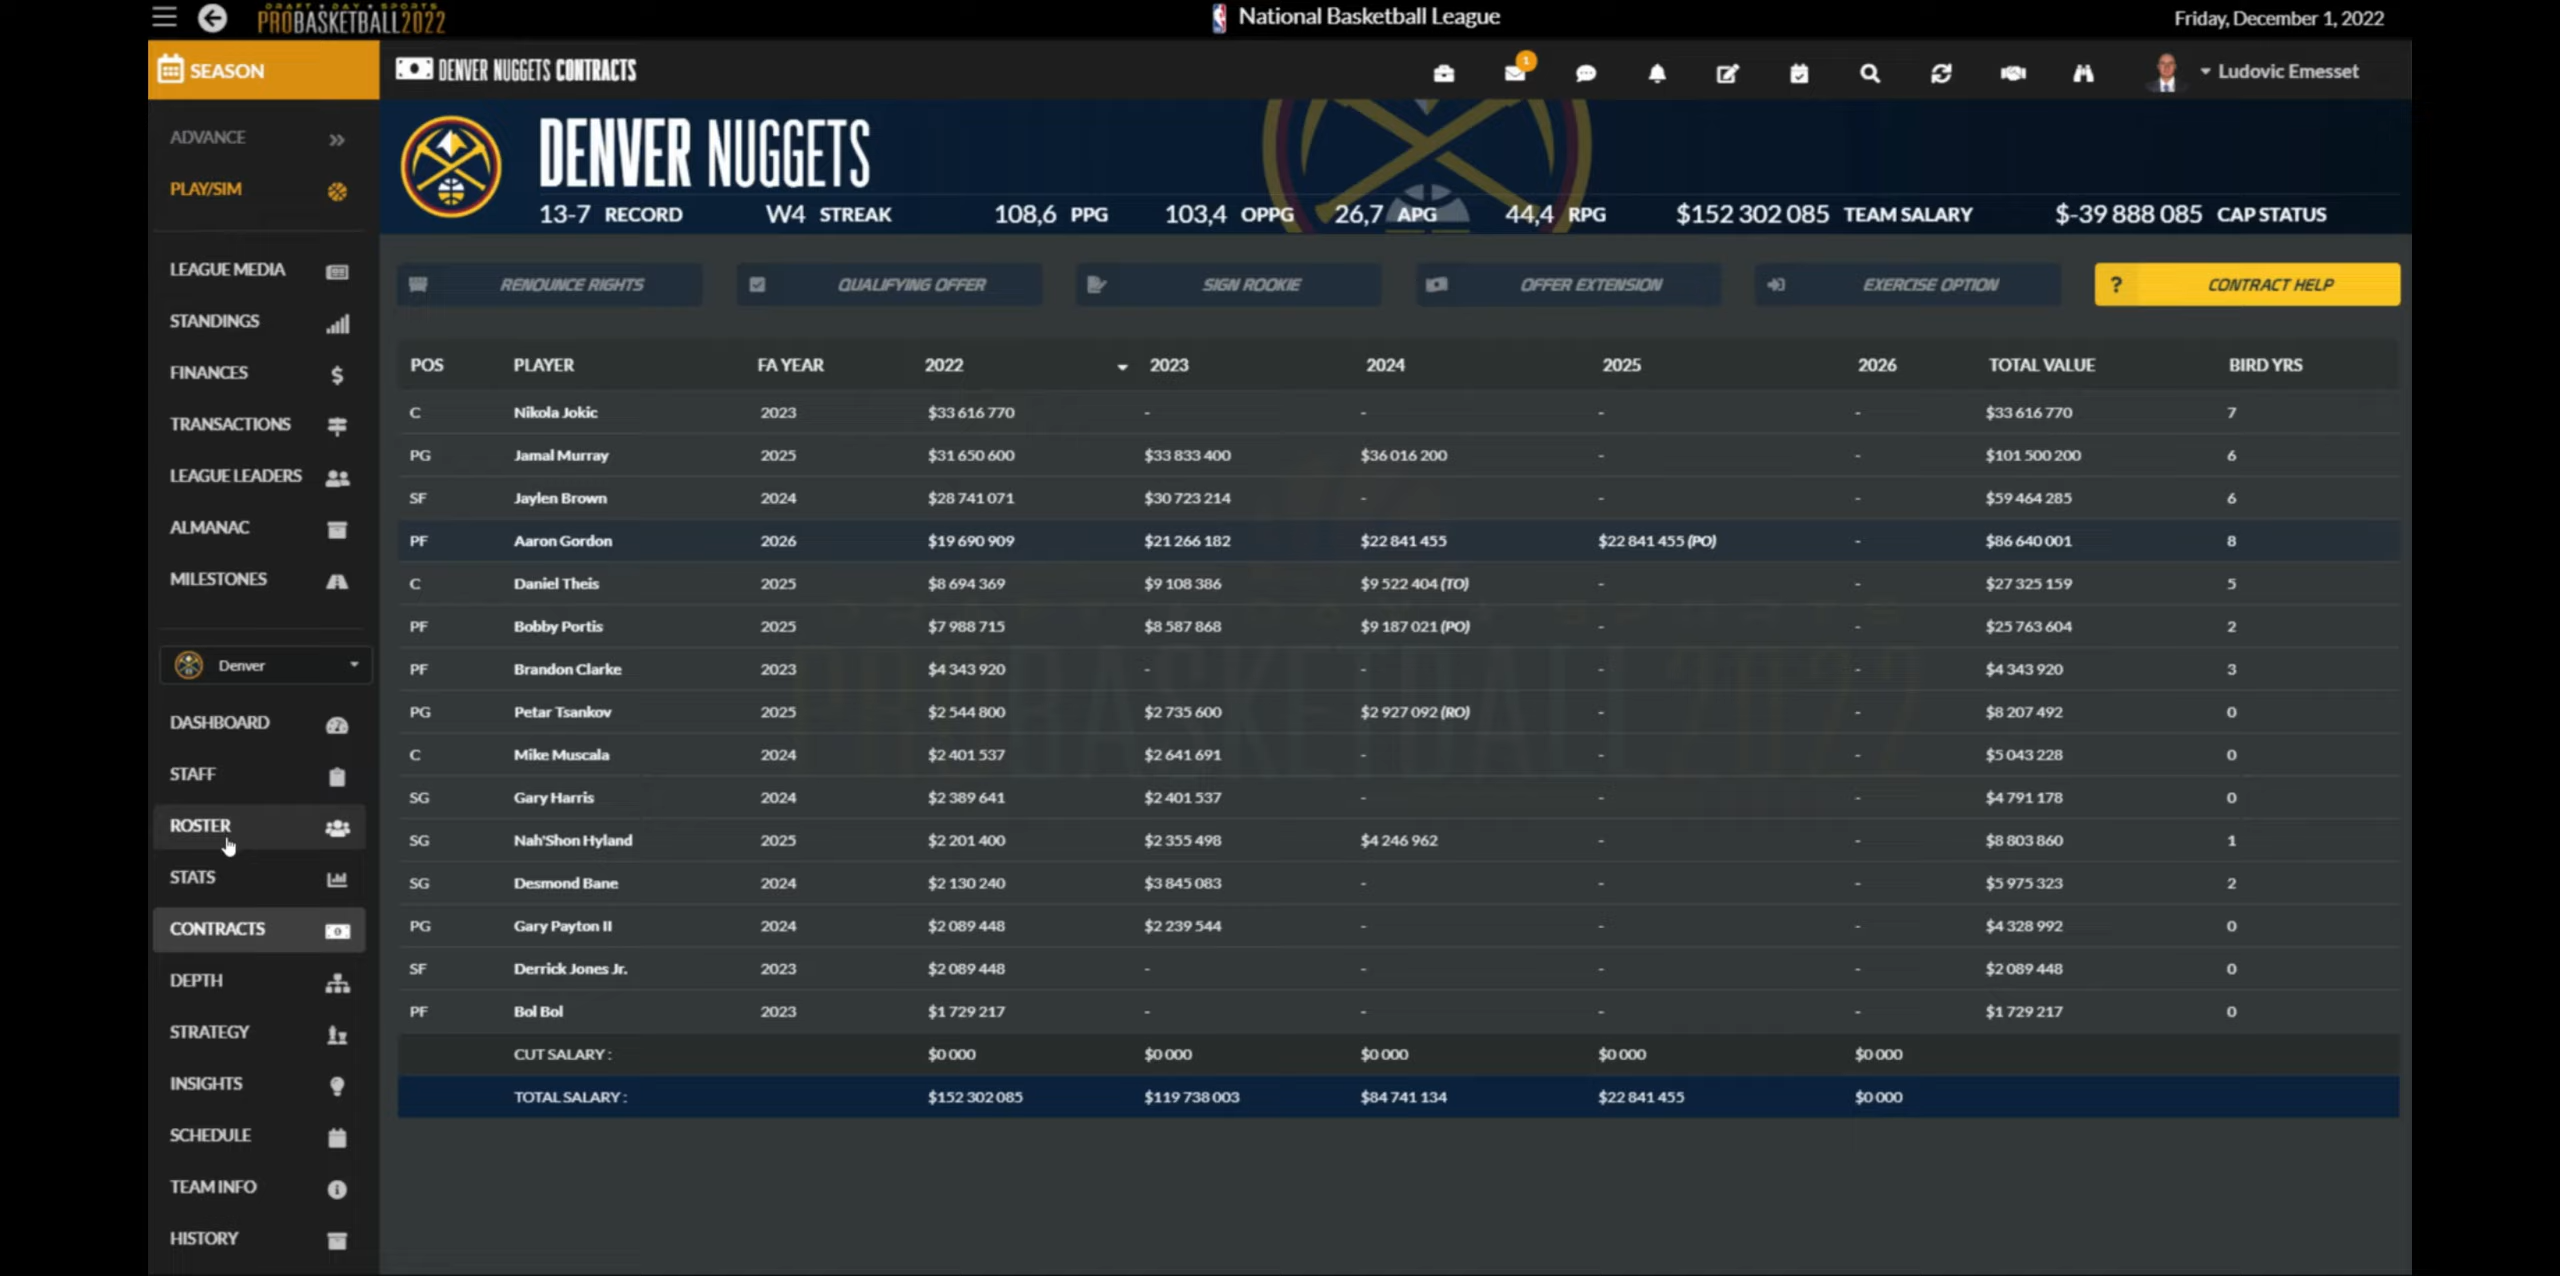 DRAFT ★ DAY ★ SPORTS
PROBASKETBALL2022
National Basketball League
Friday, December 1, 2022
SEASON
DENVER NUGGETS CONTRACTS
1
Ludovic Emesset
ADVANCE
PLAY/SIM
DENVER NUGGETS
13-7 RECORD W4 STREAK 108,6 PPG 103,4 OPPG 26,7 APG 44,4 RPG $152 302 085 TEAM SALARY $-39 888 085 CAP STATUS
LEAGUE MEDIA
STANDINGS
FINANCES
TRANSACTIONS
LEAGUE LEADERS
ALMANAC
MILESTONES
Denver
DASHBOARD
STAFF
ROSTER
STATS
CONTRACTS
DEPTH
STRATEGY
INSIGHTS
SCHEDULE
TEAM INFO
HISTORY
RENOUNCE RIGHTS QUALIFYING OFFER SIGN ROOKIE OFFER EXTENSION EXERCISE OPTION ? CONTRACT HELP
POS PLAYER FA YEAR 2022 2023 2024 2025 2026 TOTAL VALUE BIRD YRS
C Nikola Jokic 2023 $33 616 770 - - - - $33 616 770 7
PG Jamal Murray 2025 $31 650 600 $33 833 400 $36 016 200 - - $101 500 200 6
SF Jaylen Brown 2024 $28 741 071 $30 723 214 - - - $59 464 285 6
PF Aaron Gordon 2026 $19 690 909 $21 266 182 $22 841 455 $22 841 455 (PO) - $86 640 001 8
C Daniel Theis 2025 $8 694 369 $9 108 386 $9 522 404 (TO) - - $27 325 159 5
PF Bobby Portis 2025 $7 988 715 $8 587 868 $9 187 021 (PO) - - $25 763 604 2
PF Brandon Clarke 2023 $4 343 920 - - - - $4 343 920 3
PG Petar Tsankov 2025 $2 544 800 $2 735 600 $2 927 092 (RO) - - $8 207 492 0
C Mike Muscala 2024 $2 401 537 $2 641 691 - - - $5 043 228 0
SG Gary Harris 2024 $2 389 641 $2 401 537 - - - $4 791 178 0
SG Nah'Shon Hyland 2025 $2 201 400 $2 355 498 $4 246 962 - - $8 803 860 1
SG Desmond Bane 2024 $2 130 240 $3 845 083 - - - $5 975 323 2
PG Gary Payton II 2024 $2 089 448 $2 239 544 - - - $4 328 992 0
SF Derrick Jones Jr. 2023 $2 089 448 - - - - $2 089 448 0
PF Bol Bol 2023 $1 729 217 - - - - $1 729 217 0
CUT SALARY : $0 000 $0 000 $0 000 $0 000 $0 000
TOTAL SALARY : $152 302 085 $119 738 003 $84 741 134 $22 841 455 $0 000